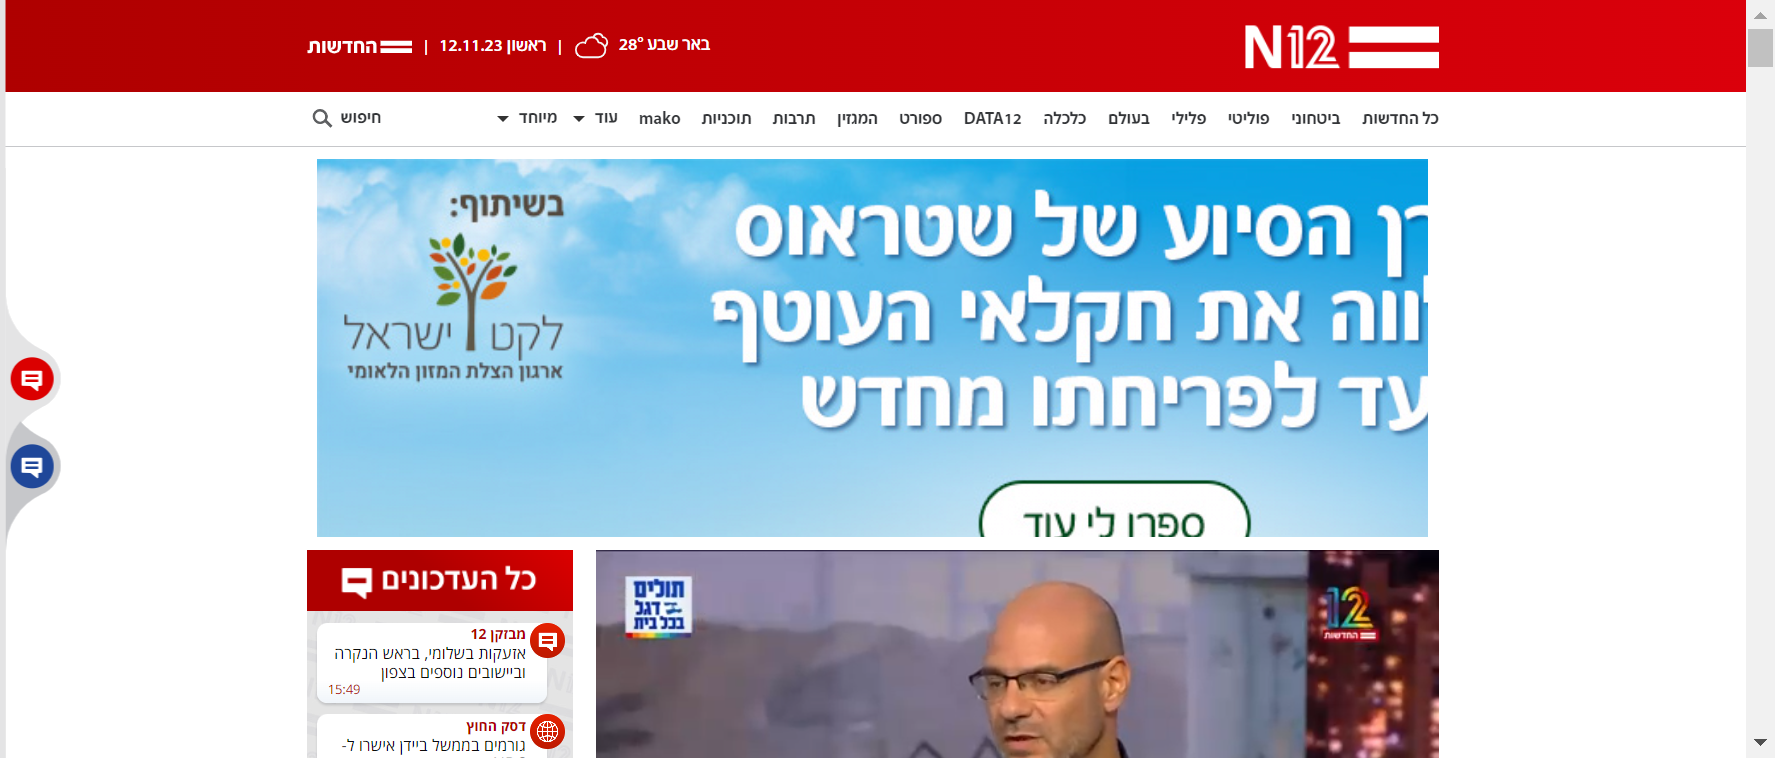 N12
באר שבע 28°
ראשון 12.11.23 | החדשות
כל החדשות ביטחוני פוליטי פלילי בעולם כלכלה DATA12 ספורט המגזין תרבות תוכניות mako עוד מיוחד חיפוש
רן הסיוע של שטראוס
ווה את חקלאי העוטף
עד לפריחתו מחדש
ספרו לי עוד
בשיתוף:
לקט ישראל
ארגון הצלת המזון הלאומי
12
החדשות
תולים
דגל
בכל בית
כל העדכונים
מבזקן 12
אזעקות בשלומי, בראש הנקרה
וביישובים נוספים בצפון
15:49
דסק החוץ
גורמים בממשל ביידן אישרו ל-